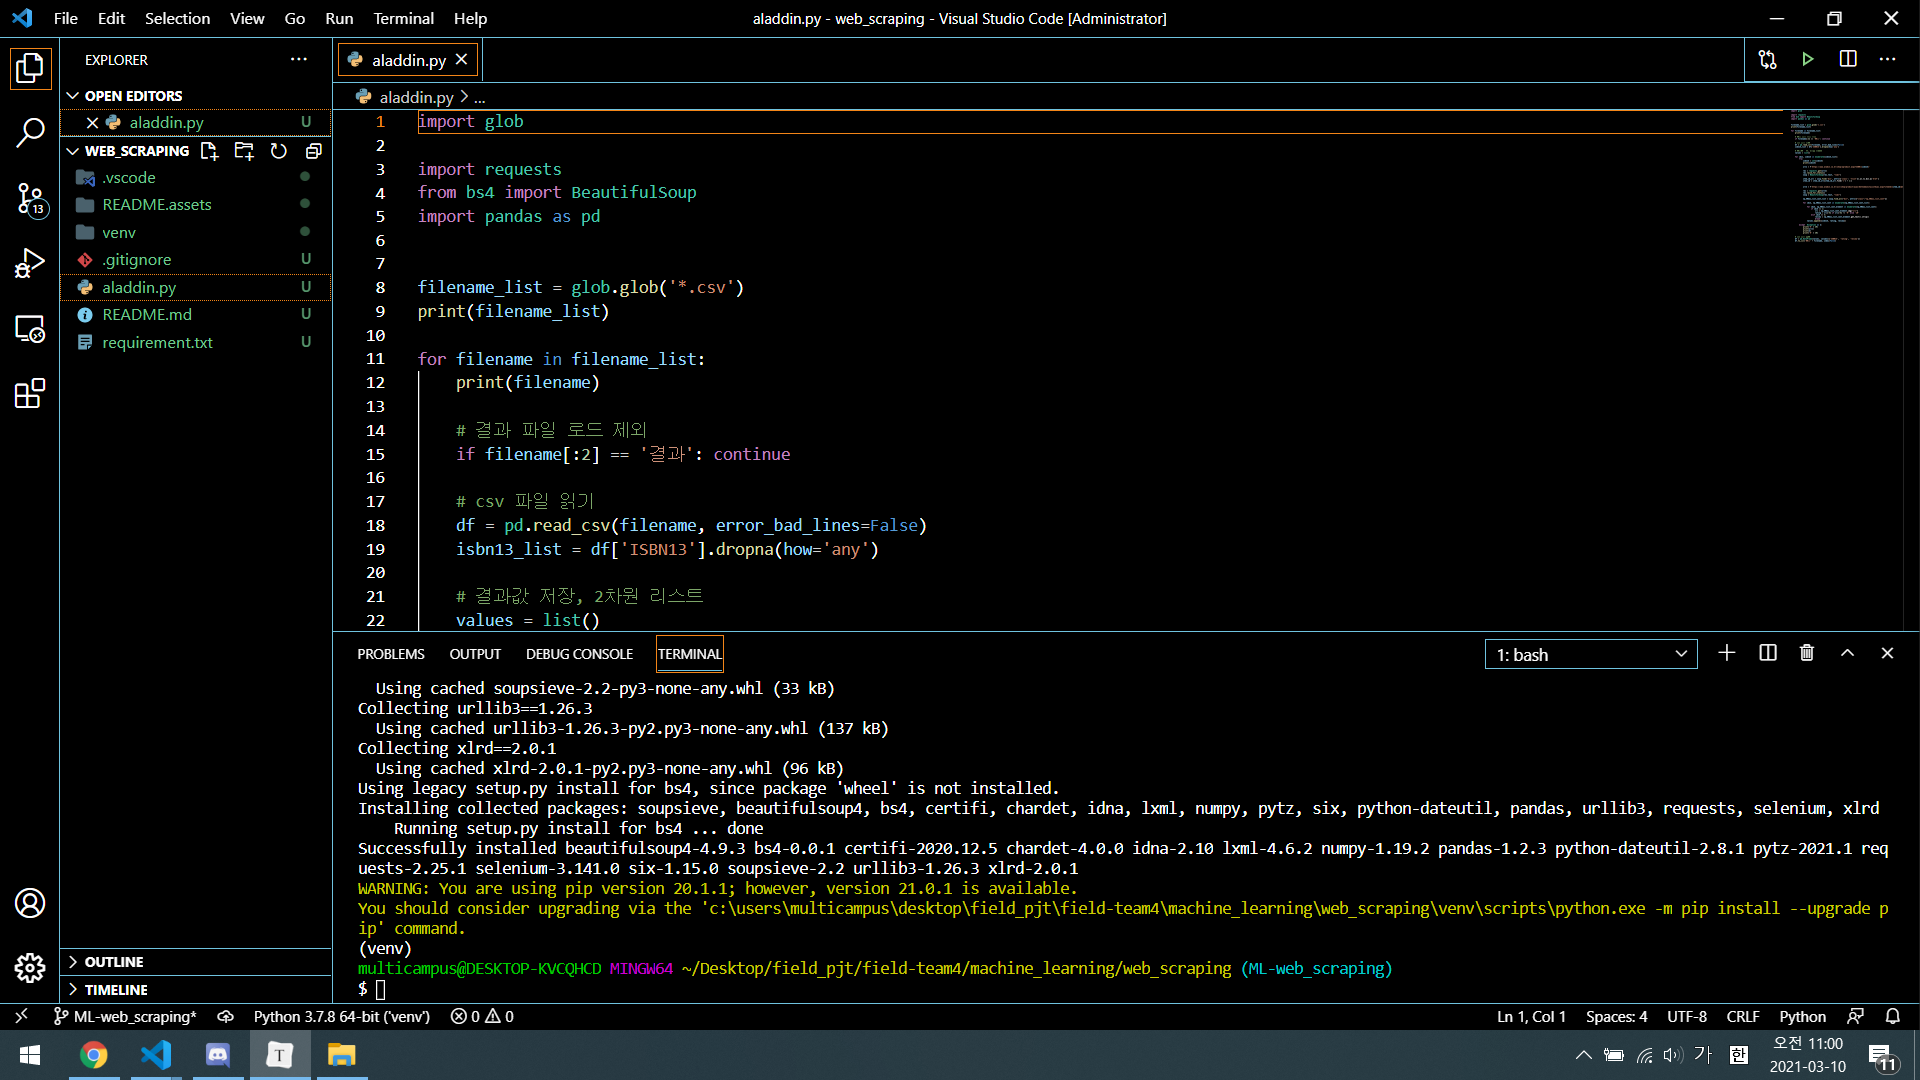 File Edit Selection View Go Run Terminal Help
aladdin.py - web_scraping - Visual Studio Code [Administrator]
EXPLORER
OPEN EDITORS
aladdin.py U
WEB_SCRAPING
.vscode
README.assets
venv
.gitignore U
aladdin.py U
README.md U
requirement.txt U
OUTLINE
TIMELINE
13
aladdin.py
aladdin.py > ...
1 import glob
2
3 import requests
4 from bs4 import BeautifulSoup
5 import pandas as pd
6
7
8 filename_list = glob.glob('*.csv')
9 print(filename_list)
10
11 for filename in filename_list:
12 print(filename)
13
14 # 결과 파일 로드 제외
15 if filename[:2] == '결과': continue
16
17 # csv 파일 읽기
18 df = pd.read_csv(filename, error_bad_lines=False)
19 isbn13_list = df['ISBN13'].dropna(how='any')
20
21 # 결과값 저장, 2차원 리스트
22 values = list()
PROBLEMS OUTPUT DEBUG CONSOLE TERMINAL
1: bash
Using cached soupsieve-2.2-py3-none-any.whl (33 kB)
Collecting urllib3==1.26.3
Using cached urllib3-1.26.3-py2.py3-none-any.whl (137 kB)
Collecting xlrd==2.0.1
Using cached xlrd-2.0.1-py2.py3-none-any.whl (96 kB)
Using legacy setup.py install for bs4, since package 'wheel' is not installed.
Installing collected packages: soupsieve, beautifulsoup4, bs4, certifi, chardet, idna, lxml, numpy, pytz, six, python-dateutil, pandas, urllib3, requests, selenium, xlrd
Running setup.py install for bs4 ... done
Successfully installed beautifulsoup4-4.9.3 bs4-0.0.1 certifi-2020.12.5 chardet-4.0.0 idna-2.10 lxml-4.6.2 numpy-1.19.2 pandas-1.2.3 python-dateutil-2.8.1 pytz-2021.1 req
uests-2.25.1 selenium-3.141.0 six-1.15.0 soupsieve-2.2 urllib3-1.26.3 xlrd-2.0.1
WARNING: You are using pip version 20.1.1; however, version 21.0.1 is available.
You should consider upgrading via the 'c:\users\multicampus\desktop\field_pjt\field-team4\machine_learning\web_scraping\venv\scripts\python.exe -m pip install --upgrade p
ip' command.
(venv)
multicampus@DESKTOP-KVCQHCD MINGW64 ~/Desktop/field_pjt/field-team4/machine_learning/web_scraping (ML-web_scraping)
$
ML-web_scraping* Python 3.7.8 64-bit ('venv') 0 0
Ln 1, Col 1 Spaces: 4 UTF-8 CRLF Python
T
가 한
오전 11:00
2021-03-10
11